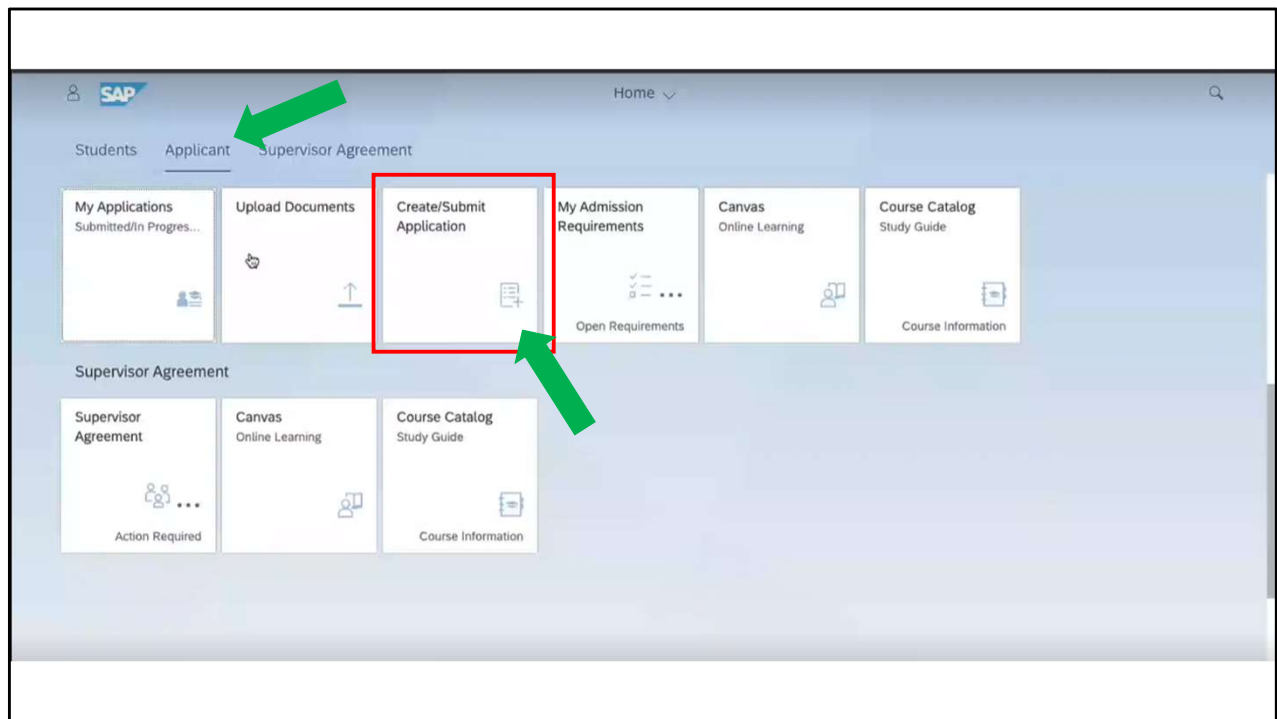 SAP
Home
Students Applicant Supervisor Agreement
My Applications
Submitted/In Progres...
Upload Documents
Create/Submit
Application
My Admission
Requirements
Open Requirements
Canvas
Online Learning
Course Catalog
Study Guide
Course Information
Supervisor Agreement
Supervisor
Agreement
Action Required
Canvas
Online Learning
Course Catalog
Study Guide
Course Information